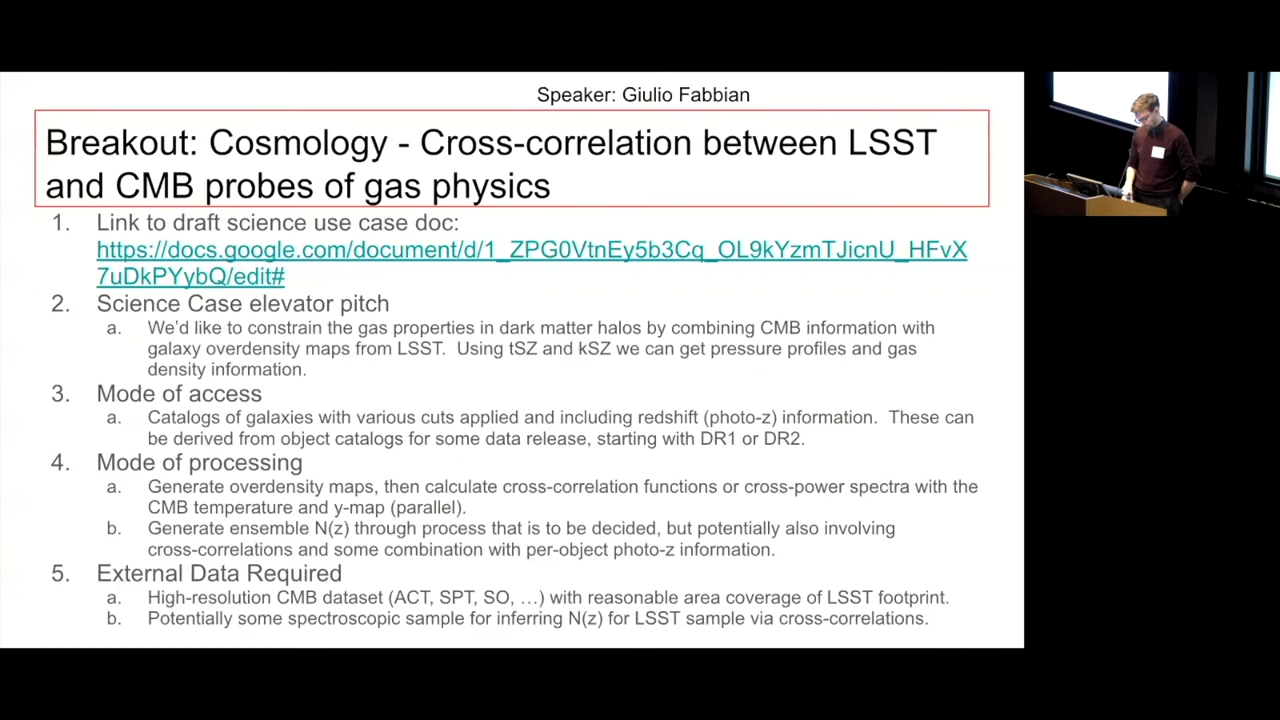 Speaker: Giulio Fabbian
Breakout: Cosmology - Cross-correlation between LSST
and CMB probes of gas physics
1. Link to draft science use case doc:
https://docs.google.com/document/d/1_ZPG0VtnEy5b3Cq_OL9kYzmTJicnU_HFvX
7uDkPYybQ/edit#
2. Science Case elevator pitch
a. We'd like to constrain the gas properties in dark matter halos by combining CMB information with
galaxy overdensity maps from LSST. Using tSZ and kSZ we can get pressure profiles and gas
density information.
3. Mode of access
a. Catalogs of galaxies with various cuts applied and including redshift (photo-z) information. These can
be derived from object catalogs for some data release, starting with DR1 or DR2.
4. Mode of processing
a. Generate overdensity maps, then calculate cross-correlation functions or cross-power spectra with the
CMB temperature and y-map (parallel).
b. Generate ensemble N(z) through process that is to be decided, but potentially also involving
cross-correlations and some combination with per-object photo-z information.
5. External Data Required
a. High-resolution CMB dataset (ACT, SPT, SO, …) with reasonable area coverage of LSST footprint.
b. Potentially some spectroscopic sample for inferring N(z) for LSST sample via cross-correlations.